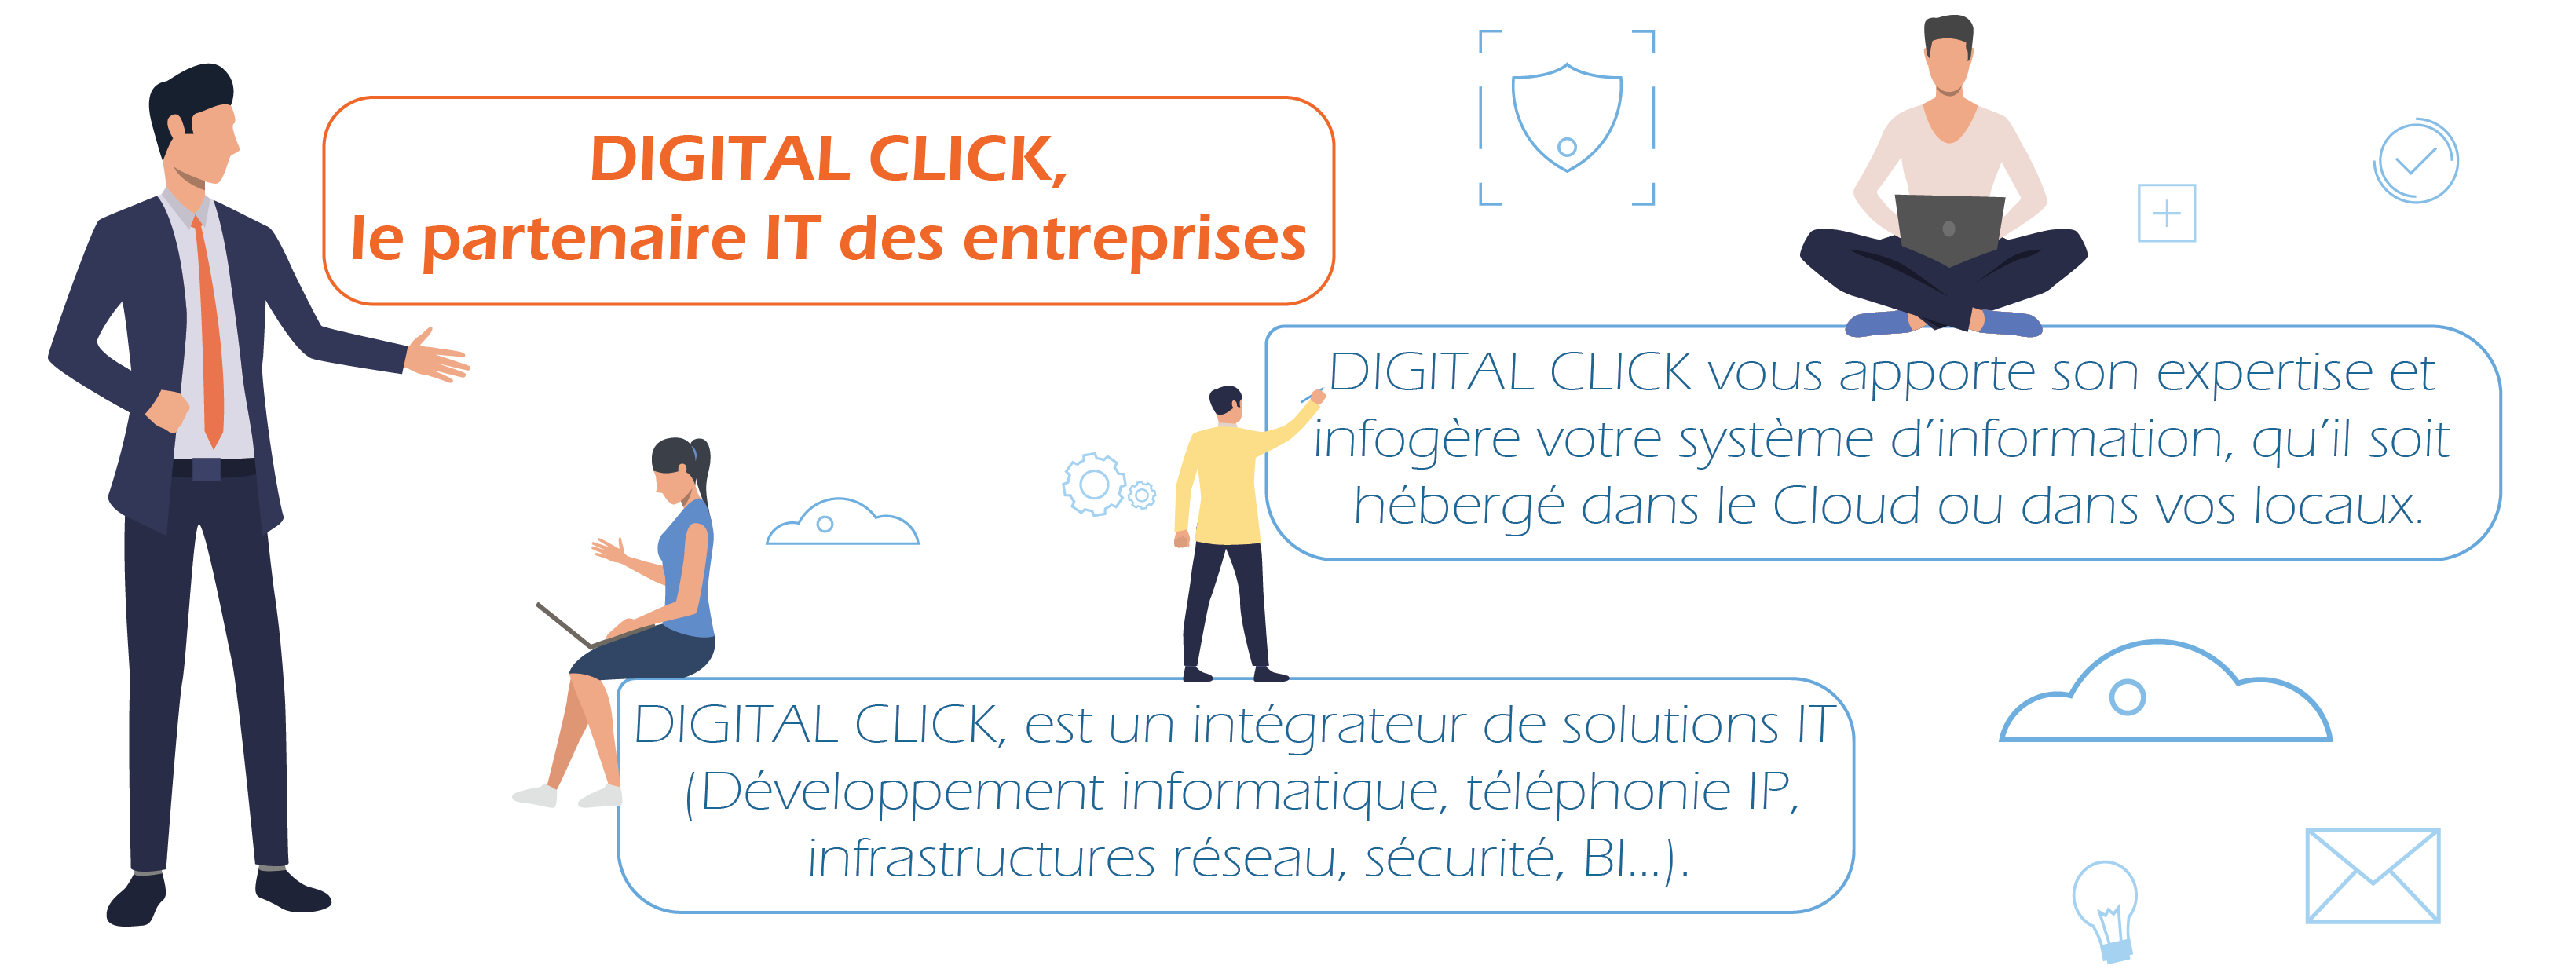 DIGITAL CLICK,
le partenaire IT des entreprises
DIGITAL CLICK vous apporte son expertise et
infogère votre système d’information, qu’il soit
hébergé dans le Cloud ou dans vos locaux.
DIGITAL CLICK, est un intégrateur de solutions IT
(Développement informatique, téléphonie IP,
infrastructures réseau, sécurité, BI...).